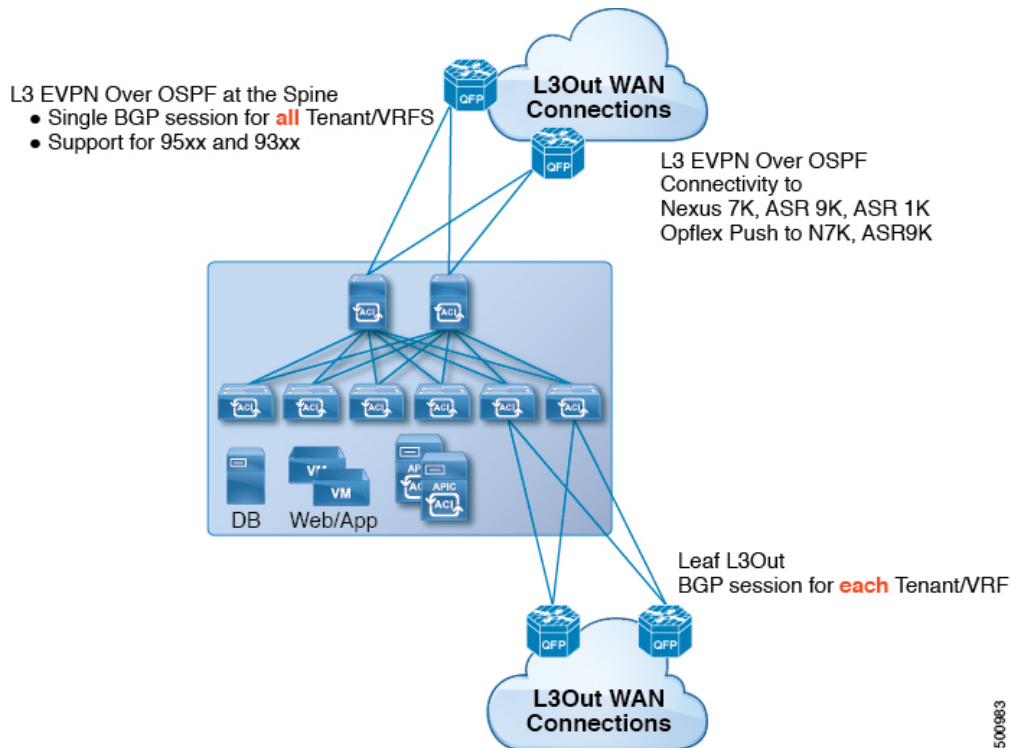 L3Out WAN
Connections
QFP
QFP
L3 EVPN Over OSPF at the Spine
• Single BGP session for all Tenant/VRFS
• Support for 95xx and 93xx
L3 EVPN Over OSPF
Connectivity to
Nexus 7K, ASR 9K, ASR 1K
Opflex Push to N7K, ASR9K
ACI
ACI
ACI
ACI
ACI
ACI
ACI
ACI
DB
VM
VM
Web/App
AP
AC
APIC
ACI
Leaf L3Out
BGP session for each Tenant/VRF
QFP
QFP
L3Out WAN
Connections
500983